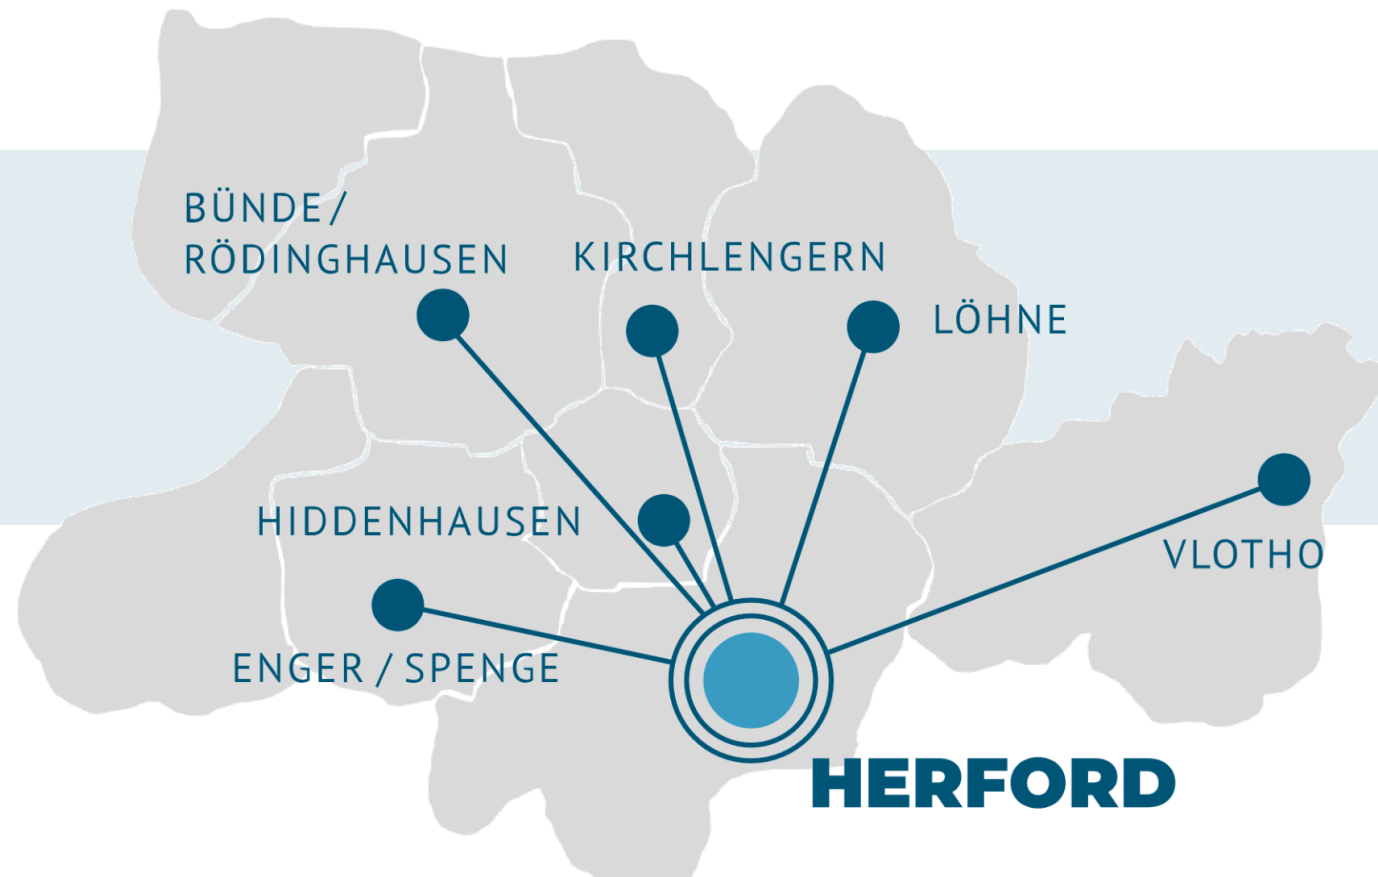 BÜNDE/
RÖDINGHAUSEN
KIRCHLENGERN
LÖHNE
HIDDENHAUSEN
VLOTHO
ENGER / SPENGE
HERFORD